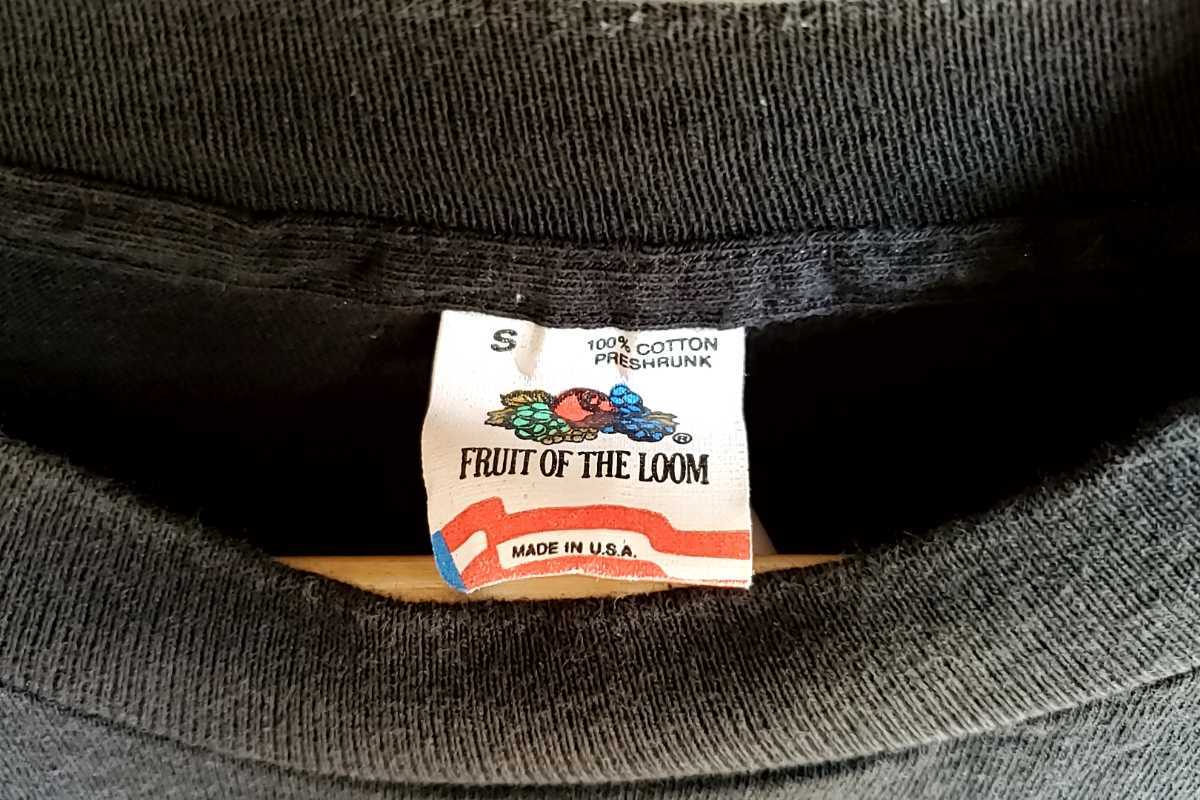 S
100% COTTON
PRESHRUNK
®
FRUIT OF THE LOOM
MADE IN U.S.A.